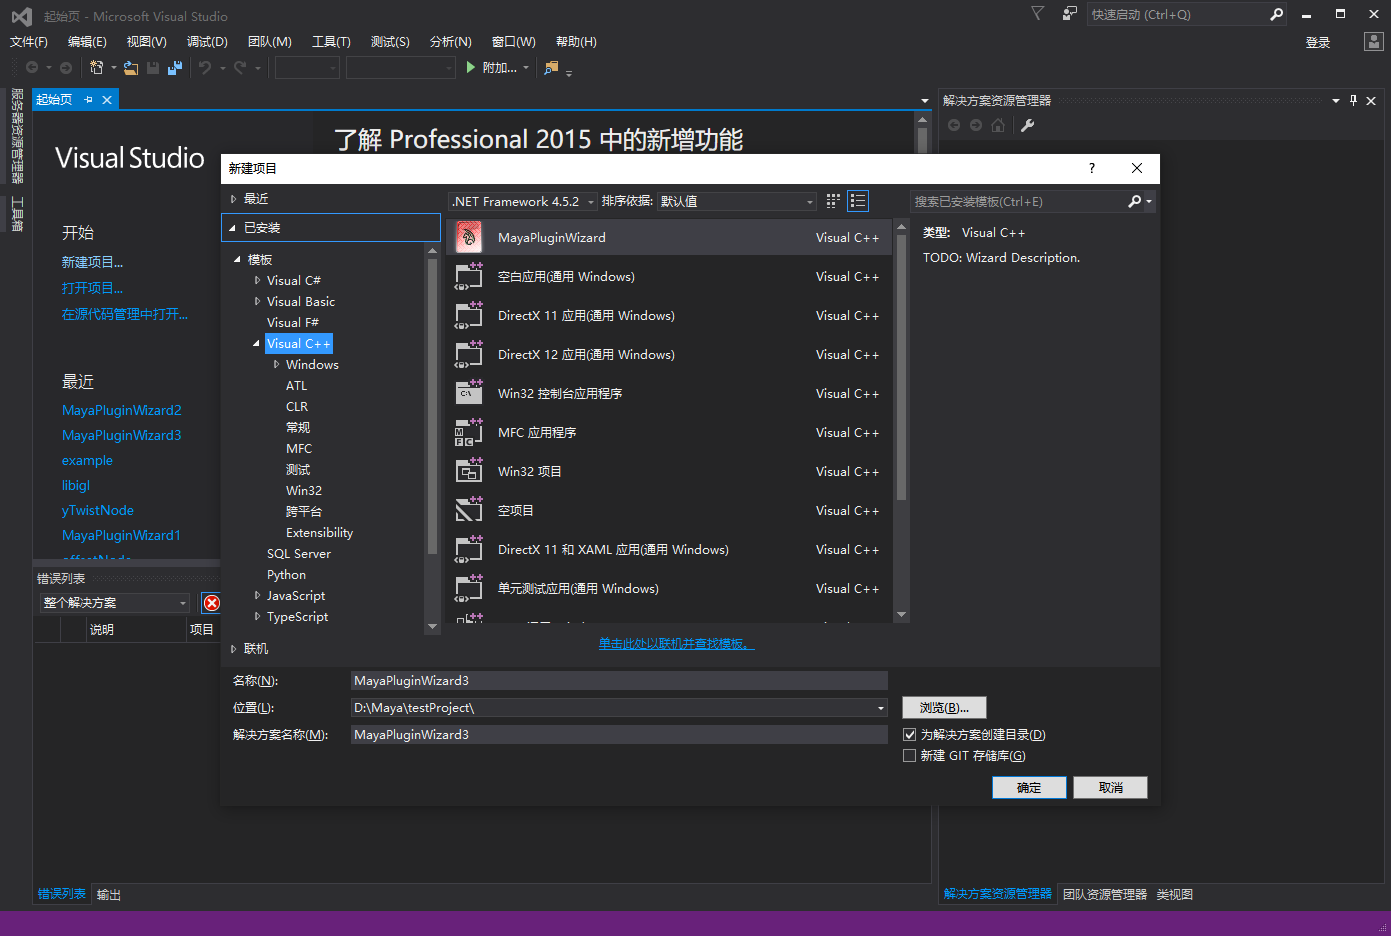 起始页 - Microsoft Visual Studio
快速启动 (Ctrl+Q)
文件(F) 编辑(E) 视图(V) 调试(D) 团队(M) 工具(T) 测试(S) 分析(N) 窗口(W) 帮助(H)
登录
附加...
服务器资源管理器
工具箱
起始页
Visual Studio
了解 Professional 2015 中的新增功能
开始
新建项目...
打开项目...
在源代码管理中打开...
最近
MayaPluginWizard2
MayaPluginWizard3
example
libigl
yTwistNode
MayaPluginWizard1
错误列表
整个解决方案
说明 项目
错误列表 输出
解决方案资源管理器
解决方案资源管理器 团队资源管理器 类视图
新建项目
?
最近
已安装
模板
Visual C#
Visual Basic
Visual F#
Visual C++
Windows
ATL
CLR
常规
MFC
测试
Win32
跨平台
Extensibility
SQL Server
Python
JavaScript
TypeScript
联机
.NET Framework 4.5.2 排序依据: 默认值
搜索已安装模板(Ctrl+E)
MayaPluginWizard Visual C++
空白应用(通用 Windows) Visual C++
DirectX 11 应用(通用 Windows) Visual C++
DirectX 12 应用(通用 Windows) Visual C++
Win32 控制台应用程序 Visual C++
MFC 应用程序 Visual C++
Win32 项目 Visual C++
空项目 Visual C++
DirectX 11 和 XAML 应用(通用 Windows) Visual C++
单元测试应用(通用 Windows) Visual C++
单击此处以联机并查找模板。
类型: Visual C++
TODO: Wizard Description.
名称(N): MayaPluginWizard3
位置(L): D:\Maya\testProject\
浏览(B)...
解决方案名称(M): MayaPluginWizard3
为解决方案创建目录(D)
新建 GIT 存储库(G)
确定 取消